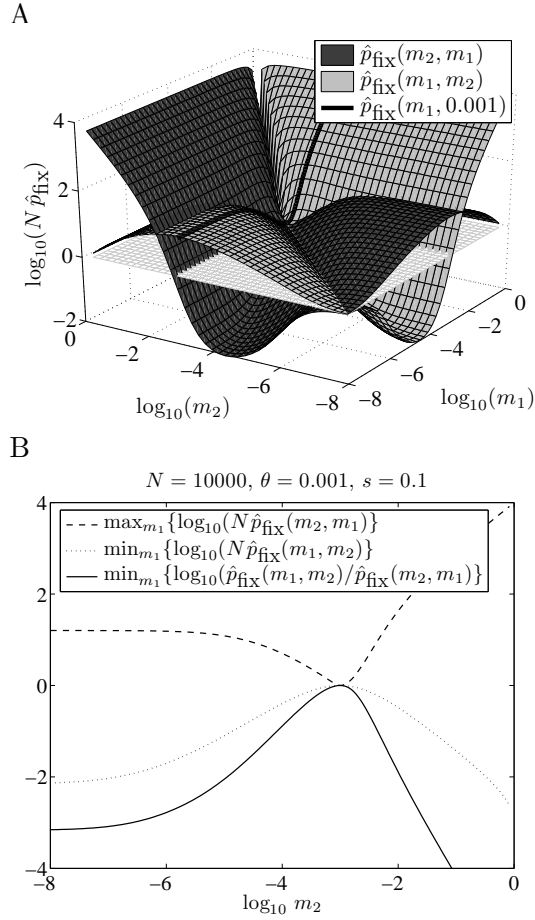 A
p̂fix(m2, m1)
p̂fix(m1, m2)
p̂fix(m1, 0.001)
log10(N p̂fix)
4
2
0
−2
0
−2
−4
−6
−8
log10(m2)
−8
−6
−4
−2
0
log10(m1)
B
N = 10000, θ = 0.001, s = 0.1
maxm1{log10(N p̂fix(m2, m1)}
minm1{log10(N p̂fix(m1, m2)}
minm1{log10(p̂fix(m1, m2)/p̂fix(m2, m1)}
4
2
0
−2
−4
−8
−6
−4
−2
0
log10 m2